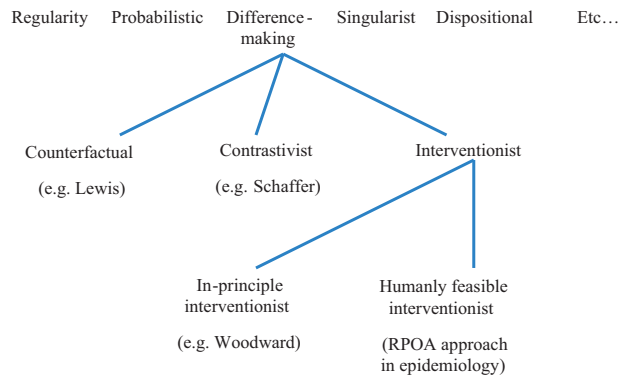 Regularity Probabilistic Difference- Singularist Dispositional Etc…
making
Counterfactual Contrastivist Interventionist
(e.g. Lewis) (e.g. Schaffer)
In-principle Humanly feasible
interventionist interventionist
(e.g. Woodward) (RPOA approach
in epidemiology)